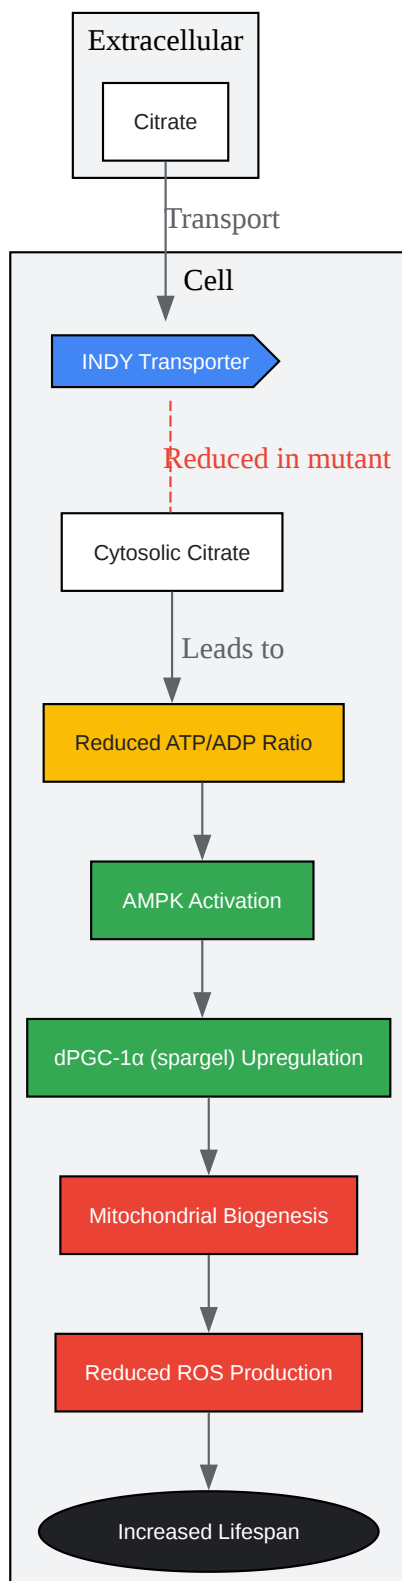 Extracellular
Citrate
Transport
Cell
INDY Transporter
Reduced in mutant
Cytosolic Citrate
Leads to
Reduced ATP/ADP Ratio
AMPK Activation
dPGC-1α (spargel) Upregulation
Mitochondrial Biogenesis
Reduced ROS Production
Increased Lifespan